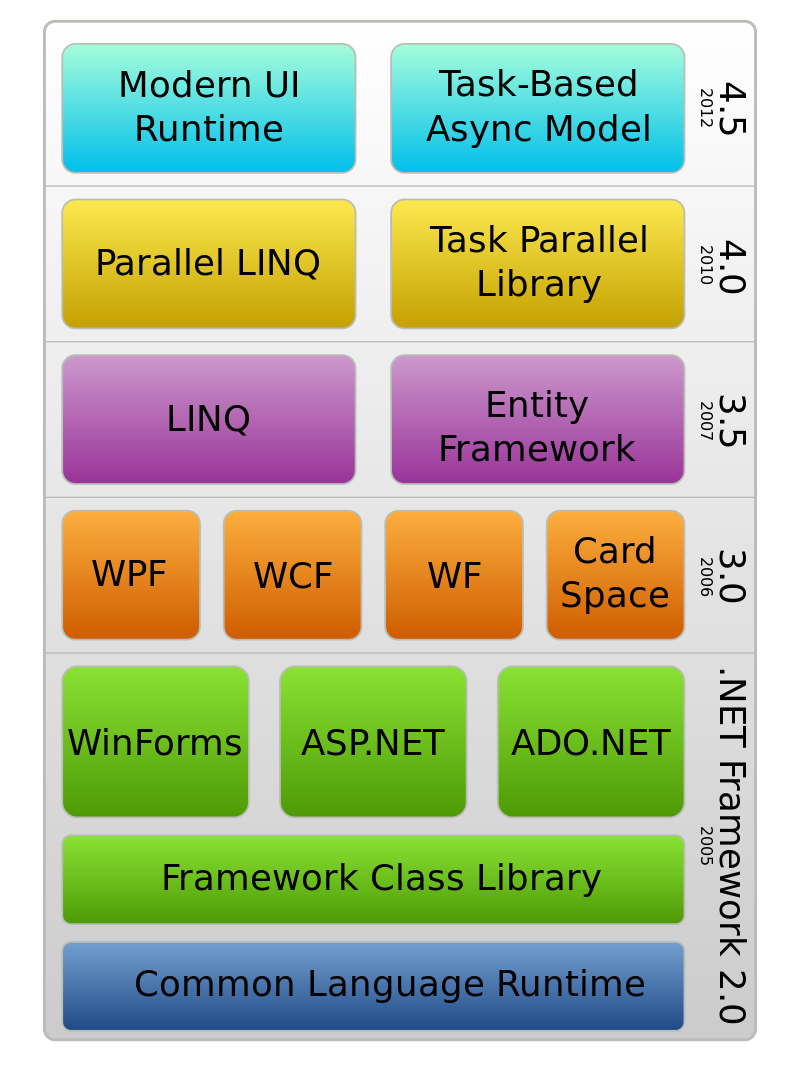 Modern UI
Runtime
Task-Based
Async Model
4.5
2012
Parallel LINQ
Task Parallel
Library
4.0
2010
LINQ
Entity
Framework
3.5
2007
WPF
WCF
WF
Card
Space
3.0
2006
WinForms
ASP.NET
ADO.NET
Framework Class Library
Common Language Runtime
.NET Framework 2.0
2005